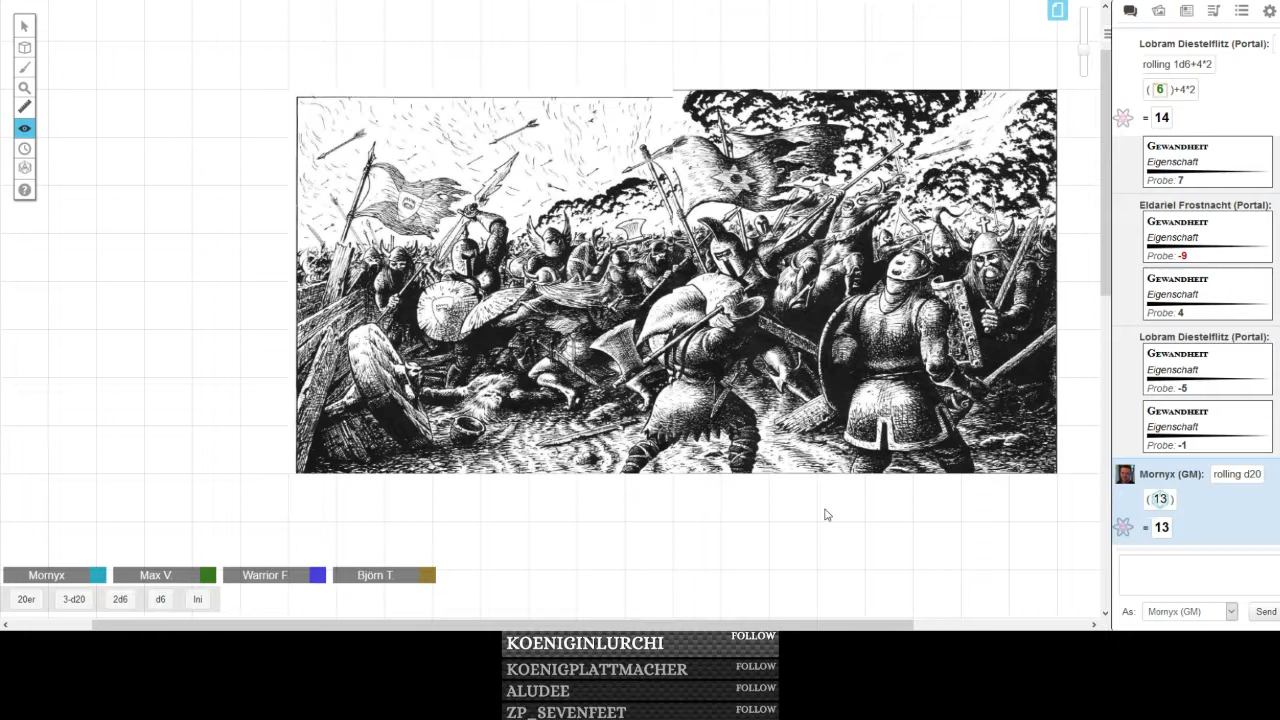 Lobram Diestelflitz (Portal):
rolling 1d6+4*2
( 6 )+4*2
= 14
GEWANDHEIT
Eigenschaft
Probe: 7
Eldariel Frostnacht (Portal):
GEWANDHEIT
Eigenschaft
Probe: -9
GEWANDHEIT
Eigenschaft
Probe: 4
Lobram Diestelflitz (Portal):
GEWANDHEIT
Eigenschaft
Probe: -5
GEWANDHEIT
Eigenschaft
Probe: -1
Mornyx (GM): rolling d20
( 13 )
= 13
Mornyx Max V. Warrior F. Björn T.
20er 3-d20 2d6 d6 Ini
As: Mornyx (GM) Send
KOENIGINLURCHI FOLLOW
KOENIGPLATTMACHER FOLLOW
ALUDEE FOLLOW
ZP_SEVENFEET FOLLOW